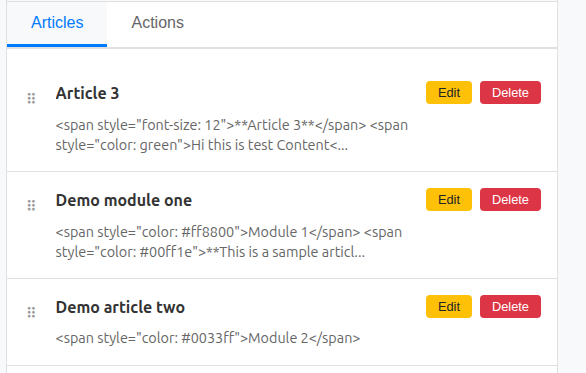 Articles Actions
Article 3 Edit Delete
<span style="font-size: 12">**Article 3**</span> <span
style="color: green">Hi this is test Content<...
Demo module one Edit Delete
<span style="color: #ff8800">Module 1</span> <span
style="color: #00ff1e">**This is a sample articl...
Demo article two Edit Delete
<span style="color: #0033ff">Module 2</span>